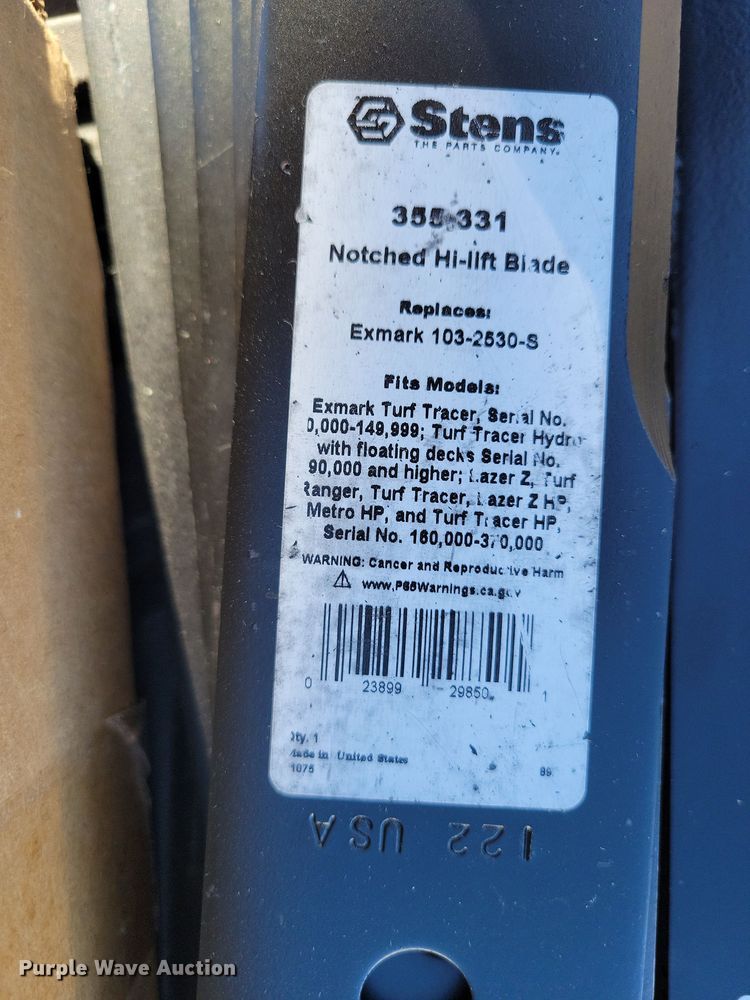 Stens
THE PARTS COMPANY.
355-331
Notched Hi-lift Blade
Replaces:
Exmark 103-2530-S
Fits Models:
Exmark Turf Tracer, Serial No.
0,000-149,999; Turf Tracer Hydro
with floating decks Serial No.
90,000 and higher; Lazer Z, Turf
Ranger, Turf Tracer, Lazer Z HP,
Metro HP, and Turf Tracer HP,
Serial No. 160,000-370,000
WARNING: Cancer and Reproductive Harm
www.P65Warnings.ca.gov
0 23899 29850 1
Qty. 1
Made in United States
1075 89
122 USA
Purple Wave Auction